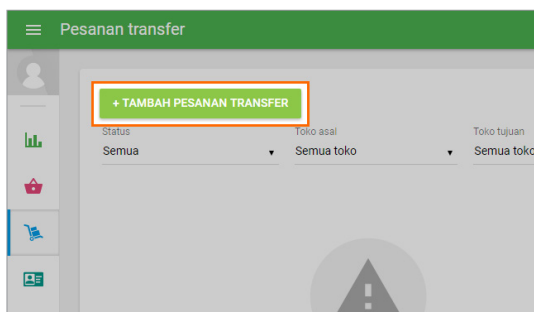 Pesanan transfer
+ TAMBAH PESANAN TRANSFER
Status Toko asal Toko tujuan
Semua Semua toko Semua toko